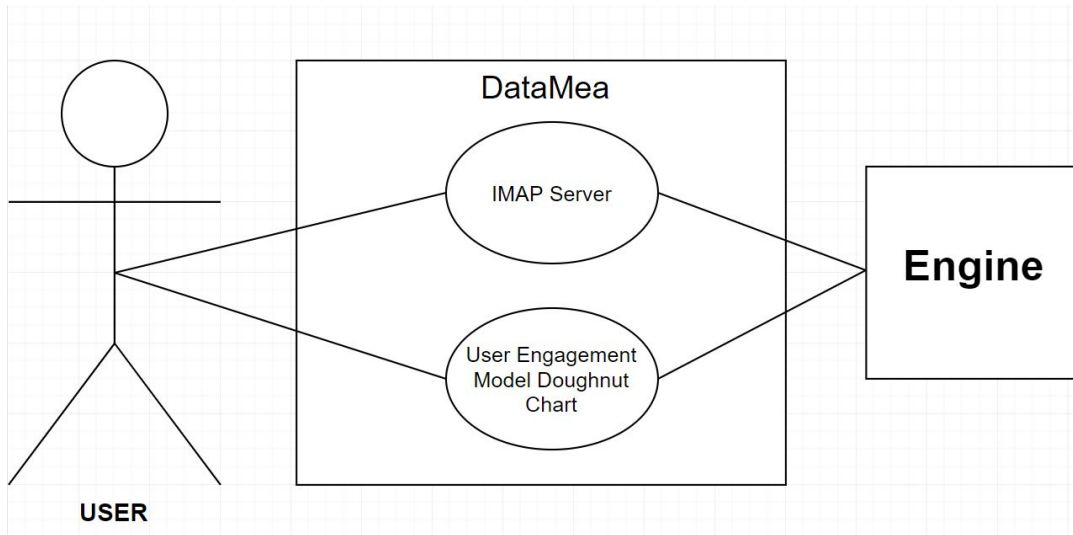 DataMea
IMAP Server
Engine
User Engagement
Model Doughnut
Chart
USER